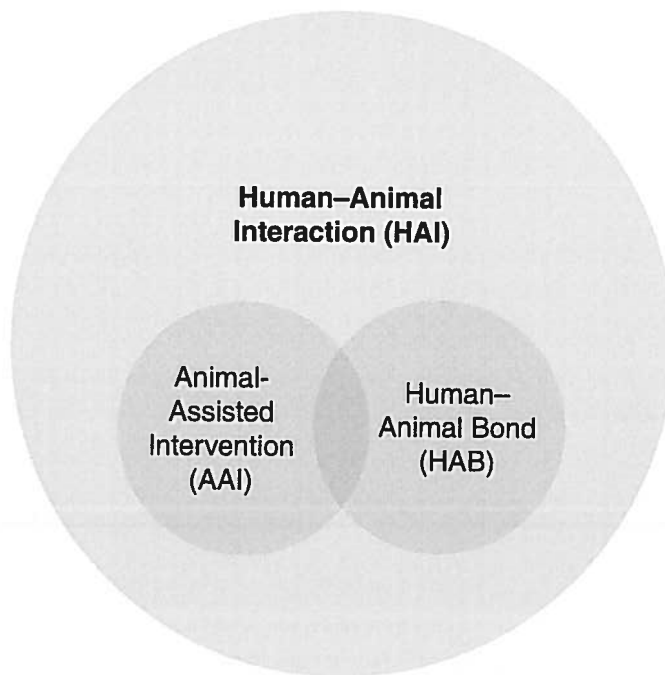 Human–Animal
Interaction (HAI)
Animal-
Assisted
Intervention
(AAI)
Human–
Animal Bond
(HAB)